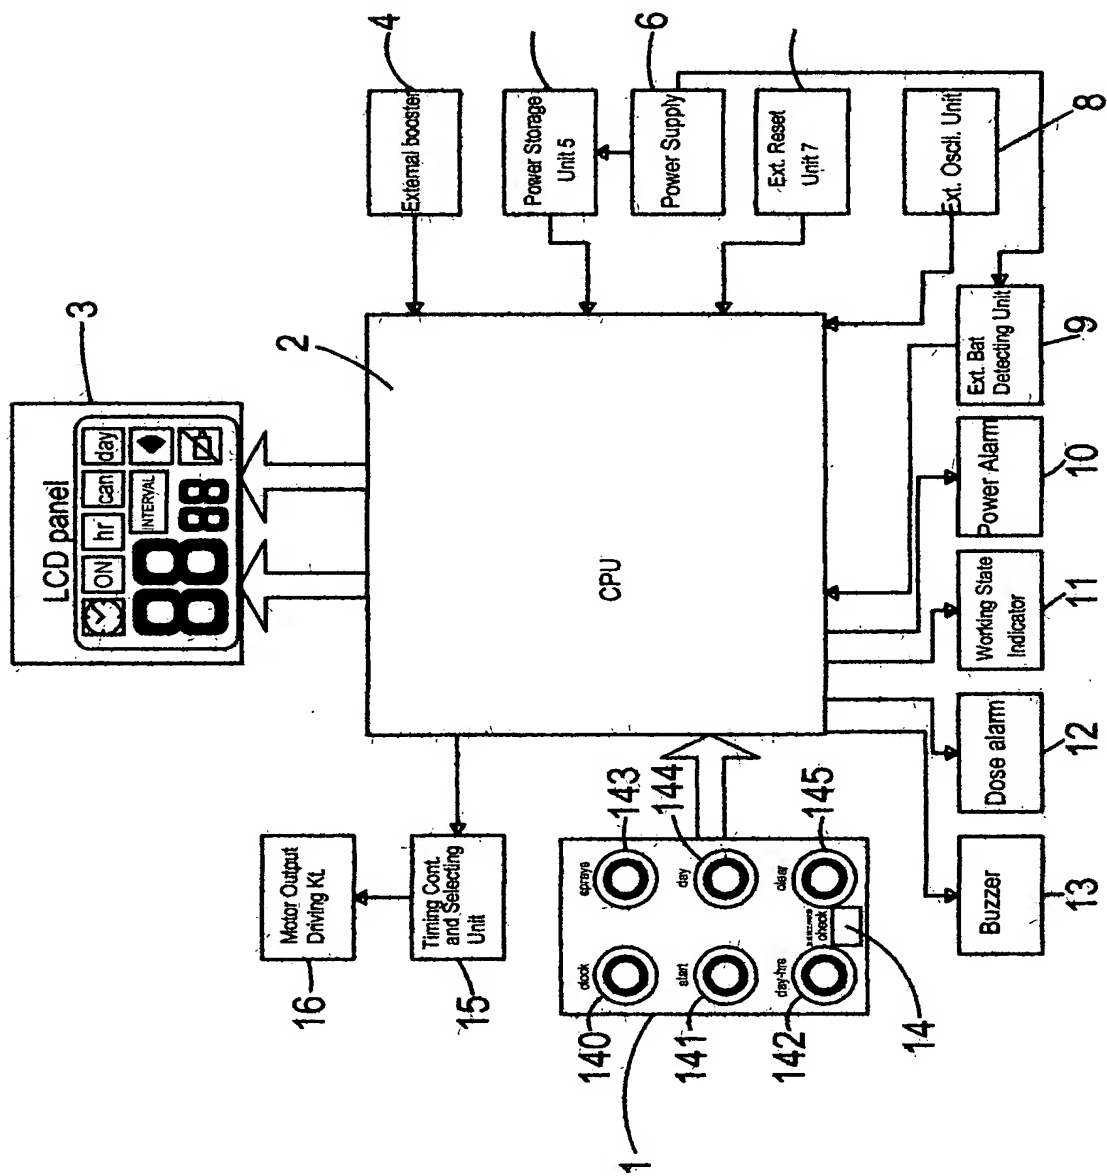 3
LCD panel
ON
hr
can
day
INTERVAL
88
88
2
CPU
4
External booster
Power Storage
Unit 5
6
Power Supply
Ext. Reset
Unit 7
8
Ext. Oscil. Unit
Ext. Bat
Detecting Unit
9
Power Alarm
10
Working State
Indicator
11
Dose alarm
12
Buzzer
13
16
Motor Output
Driving Kt.
15
Timing Cont.
and Selecting
Unit
1
140
141
142
143
144
145
14
clock
sprays
start
day
day-hrs
clear
check